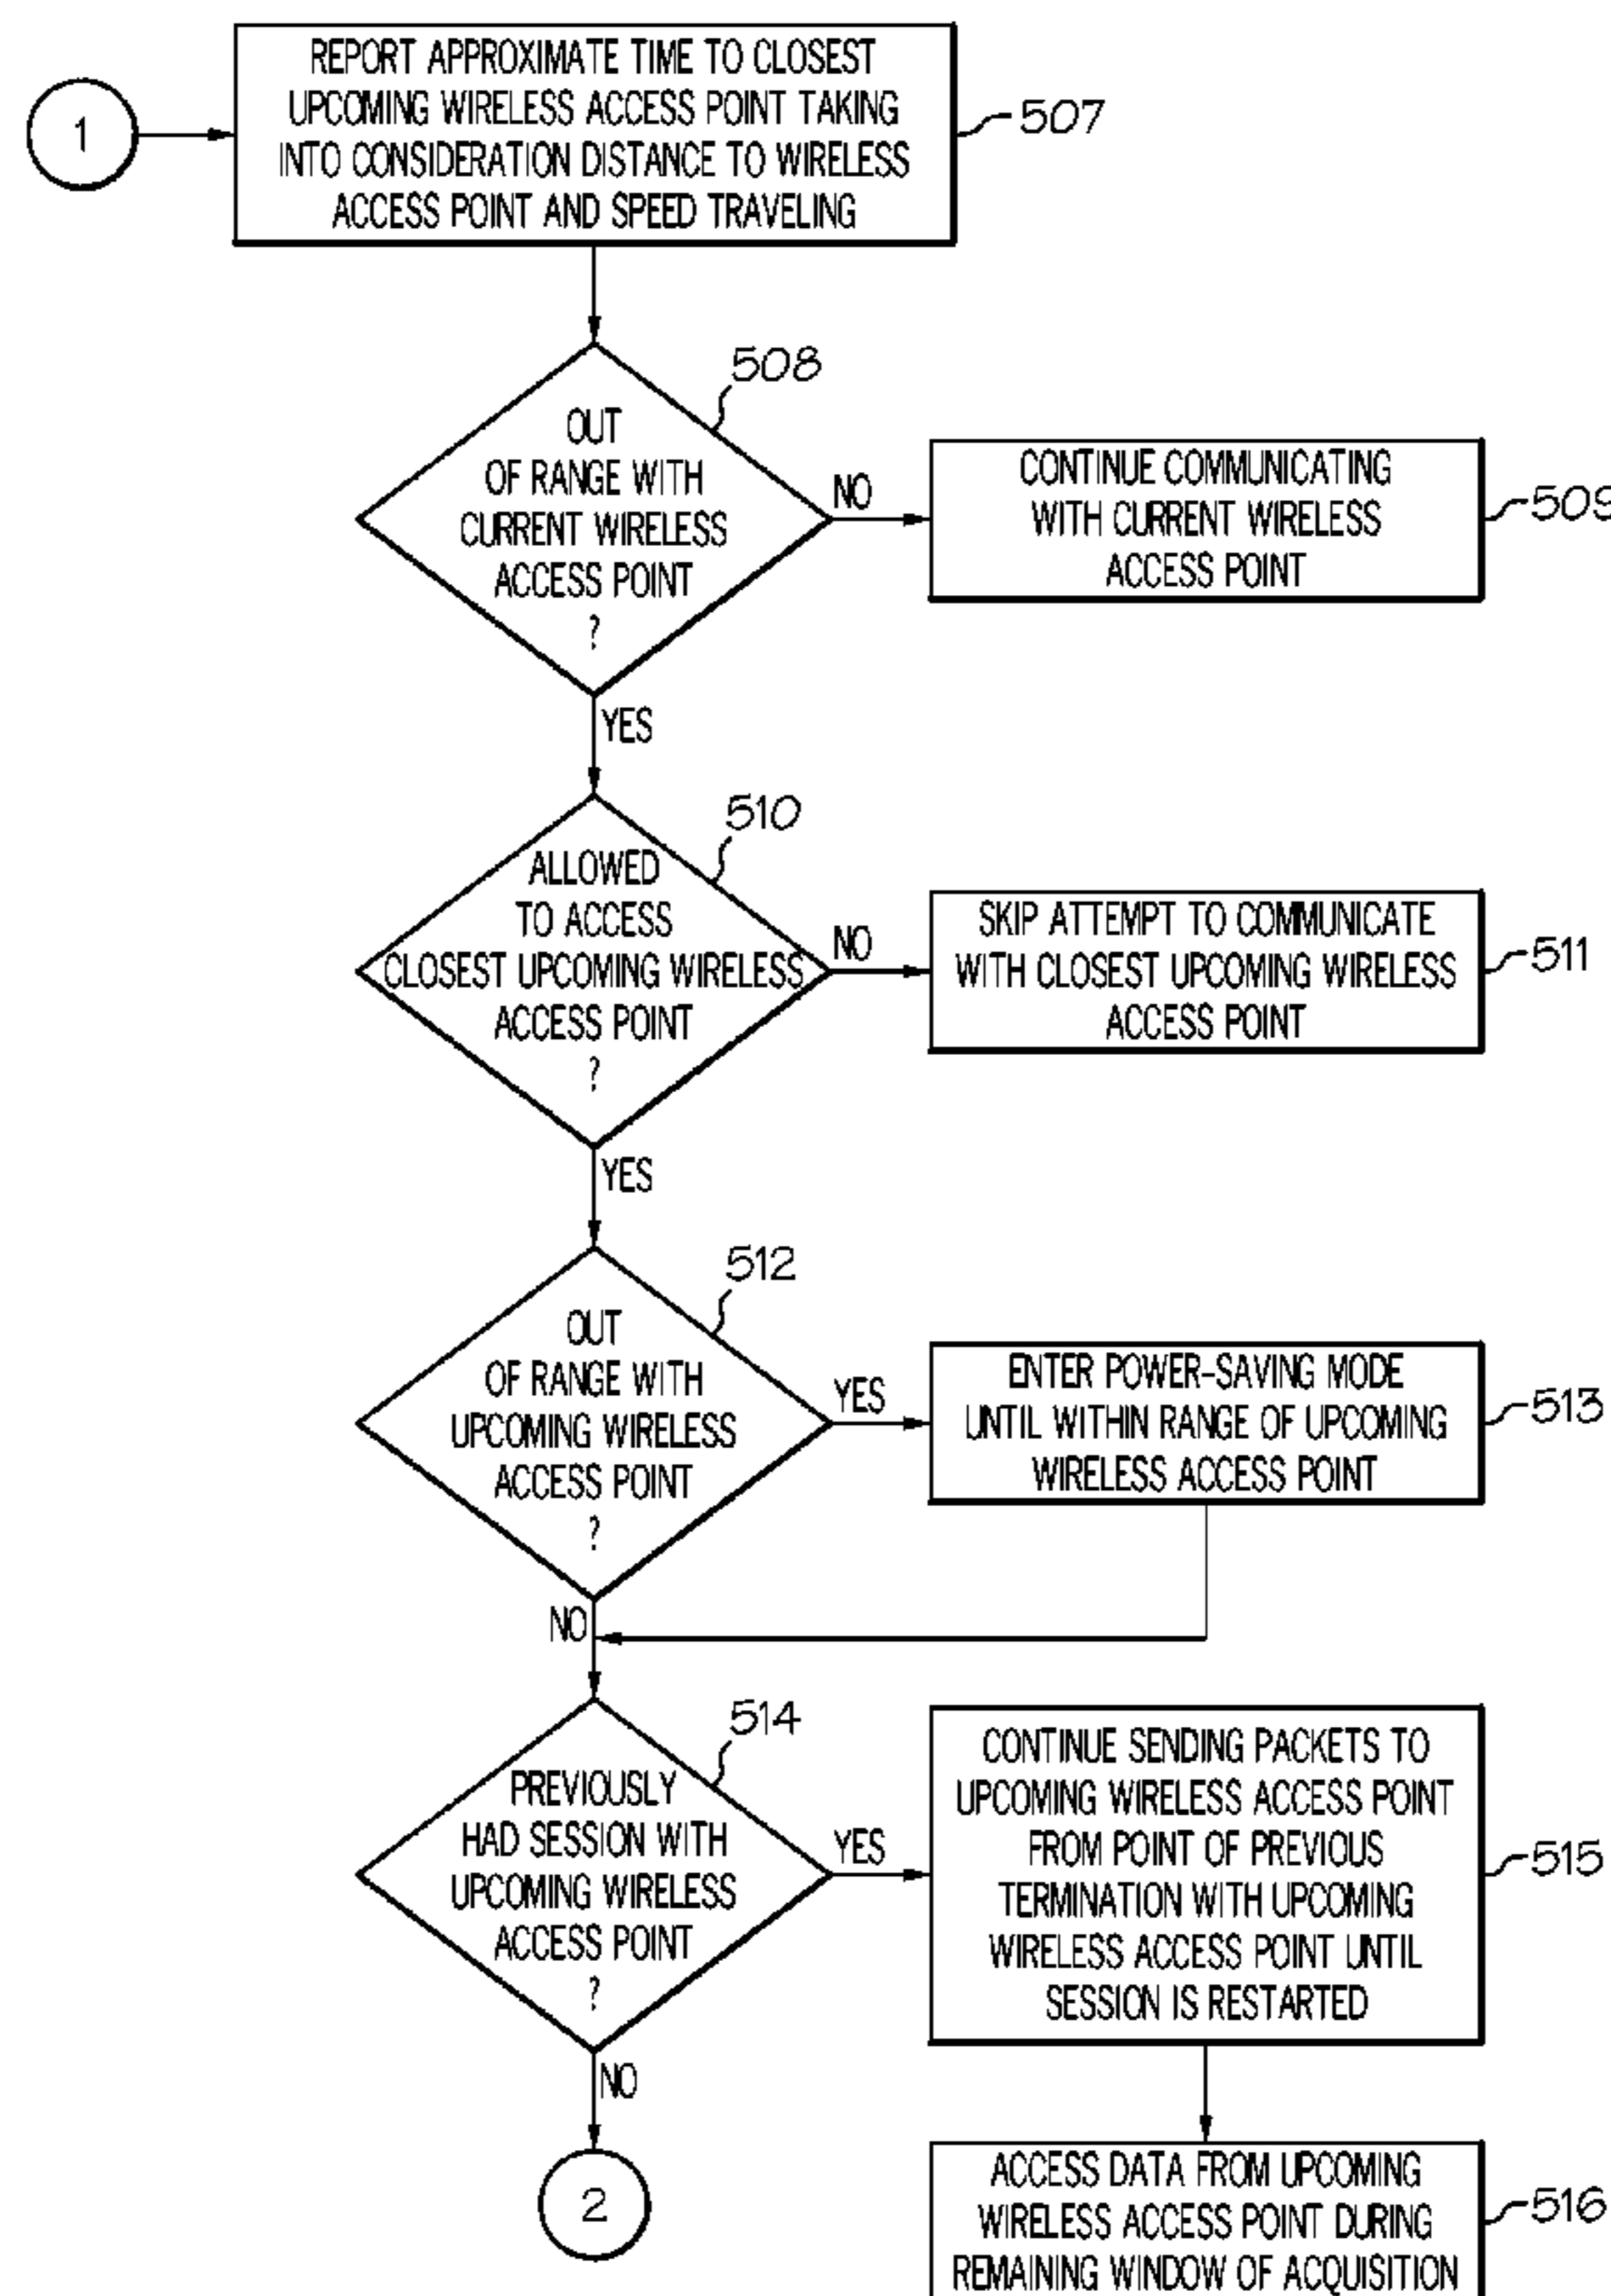 1
REPORT APPROXIMATE TIME TO CLOSEST
UPCOMING WIRELESS ACCESS POINT TAKING
INTO CONSIDERATION DISTANCE TO WIRELESS
ACCESS POINT AND SPEED TRAVELING
507
508
OUT
OF RANGE WITH
CURRENT WIRELESS
ACCESS POINT
?
NO
CONTINUE COMMUNICATING
WITH CURRENT WIRELESS
ACCESS POINT
509
YES
510
ALLOWED
TO ACCESS
CLOSEST UPCOMING WIRELESS
ACCESS POINT
?
NO
SKIP ATTEMPT TO COMMUNICATE
WITH CLOSEST UPCOMING WIRELESS
ACCESS POINT
511
YES
512
OUT
OF RANGE WITH
UPCOMING WIRELESS
ACCESS POINT
?
YES
ENTER POWER-SAVING MODE
UNTIL WITHIN RANGE OF UPCOMING
WIRELESS ACCESS POINT
513
NO
514
PREVIOUSLY
HAD SESSION WITH
UPCOMING WIRELESS
ACCESS POINT
?
YES
CONTINUE SENDING PACKETS TO
UPCOMING WIRELESS ACCESS POINT
FROM POINT OF PREVIOUS
TERMINATION WITH UPCOMING
WIRELESS ACCESS POINT UNTIL
SESSION IS RESTARTED
515
NO
2
ACCESS DATA FROM UPCOMING
WIRELESS ACCESS POINT DURING
REMAINING WINDOW OF ACQUISITION
516